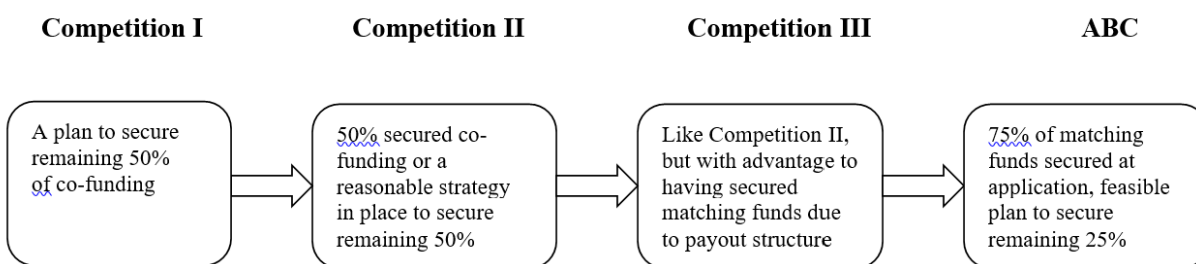 Competition I
Competition II
Competition III
ABC
A plan to secure
remaining 50%
of co-funding
50% secured co-
funding or a
reasonable strategy
in place to secure
remaining 50%
Like Competition II,
but with advantage to
having secured
matching funds due
to payout structure
75% of matching
funds secured at
application, feasible
plan to secure
remaining 25%